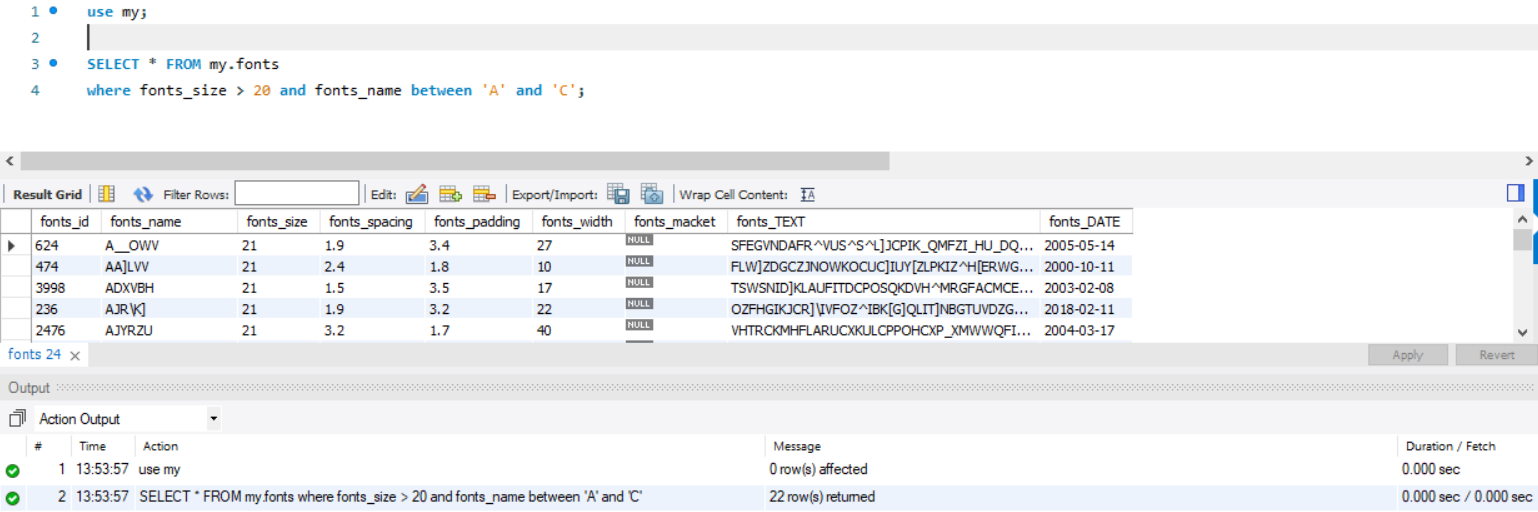 1 use my;
2
3 SELECT * FROM my.fonts
4 where fonts_size > 20 and fonts_name between 'A' and 'C';
Result Grid Filter Rows: Edit: Export/Import: Wrap Cell Content: IA
fonts_id fonts_name fonts_size fonts_spacing fonts_padding fonts_width fonts_macket fonts_TEXT fonts_DATE
624 A__OWV 21 1.9 3.4 27 NULL SFEGVNDAFR^VUS^S^L]JCPIK_QMFZI_HU_DQ... 2005-05-14
474 AA]LVV 21 2.4 1.8 10 NULL FLW]ZDGCZJNOWKOCUC]IUY[ZLPKIZ^H[ERWG... 2000-10-11
3998 ADXVBH 21 1.5 3.5 17 NULL TSWSNID]KLAUFITDCPOSQKDVH^MRGFACMCE... 2003-02-08
236 AJR\K] 21 1.9 3.2 22 NULL OZFHGIKJCR]\IVFOZ^IBK[G]QLIT]NBGTUVDZG... 2018-02-11
2476 AJYRZU 21 3.2 1.7 40 NULL VHTRCKMHFLARUCXKULCPPOHCXP_XMWWQFI... 2004-03-17
fonts 24 Apply Revert
Output
Action Output
# Time Action Message Duration / Fetch
1 13:53:57 use my 0 row(s) affected 0.000 sec
2 13:53:57 SELECT * FROM my.fonts where fonts_size > 20 and fonts_name between 'A' and 'C' 22 row(s) returned 0.000 sec / 0.000 sec